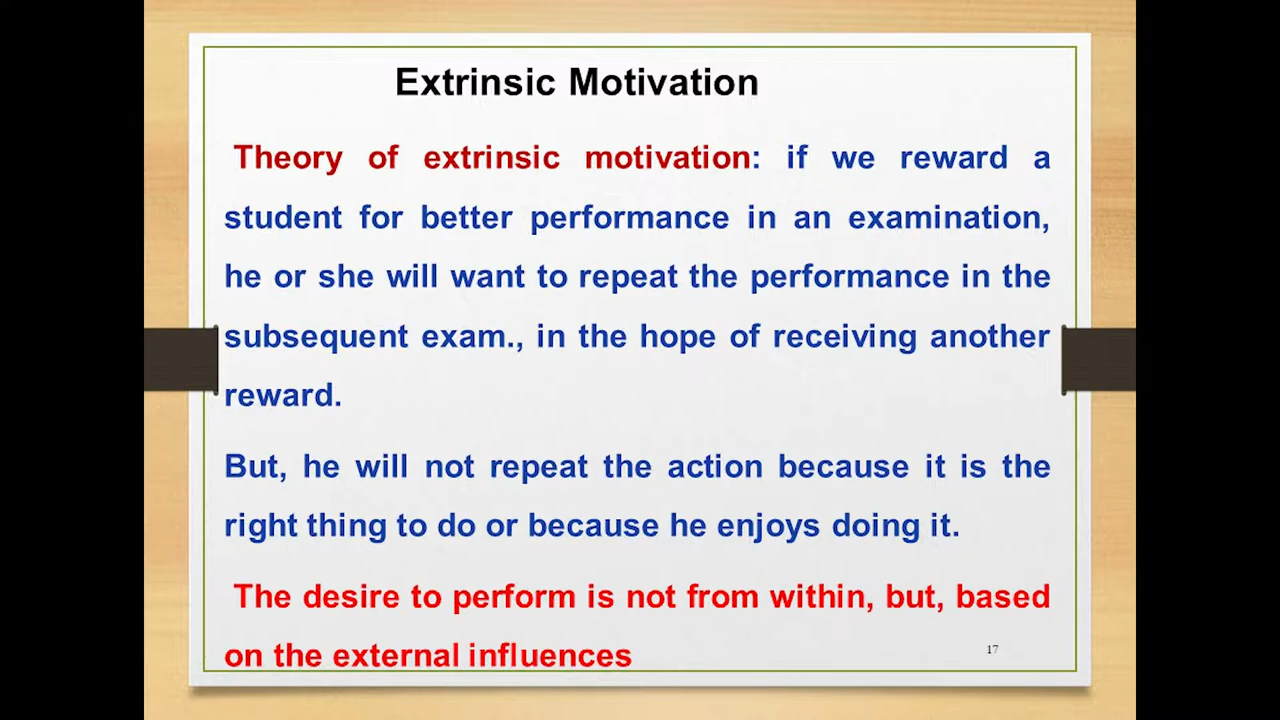 Extrinsic Motivation
Theory of extrinsic motivation: if we reward a
student for better performance in an examination,
he or she will want to repeat the performance in the
subsequent exam., in the hope of receiving another
reward.
But, he will not repeat the action because it is the
right thing to do or because he enjoys doing it.
The desire to perform is not from within, but, based
on the external influences
17